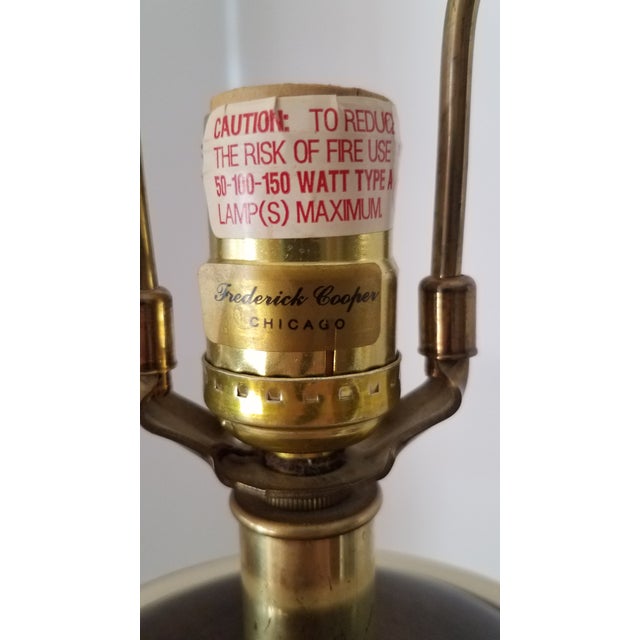 CAUTION: TO REDUCE
THE RISK OF FIRE USE
50-100-150 WATT TYPE A
LAMP(S) MAXIMUM.
Frederick Cooper
CHICAGO